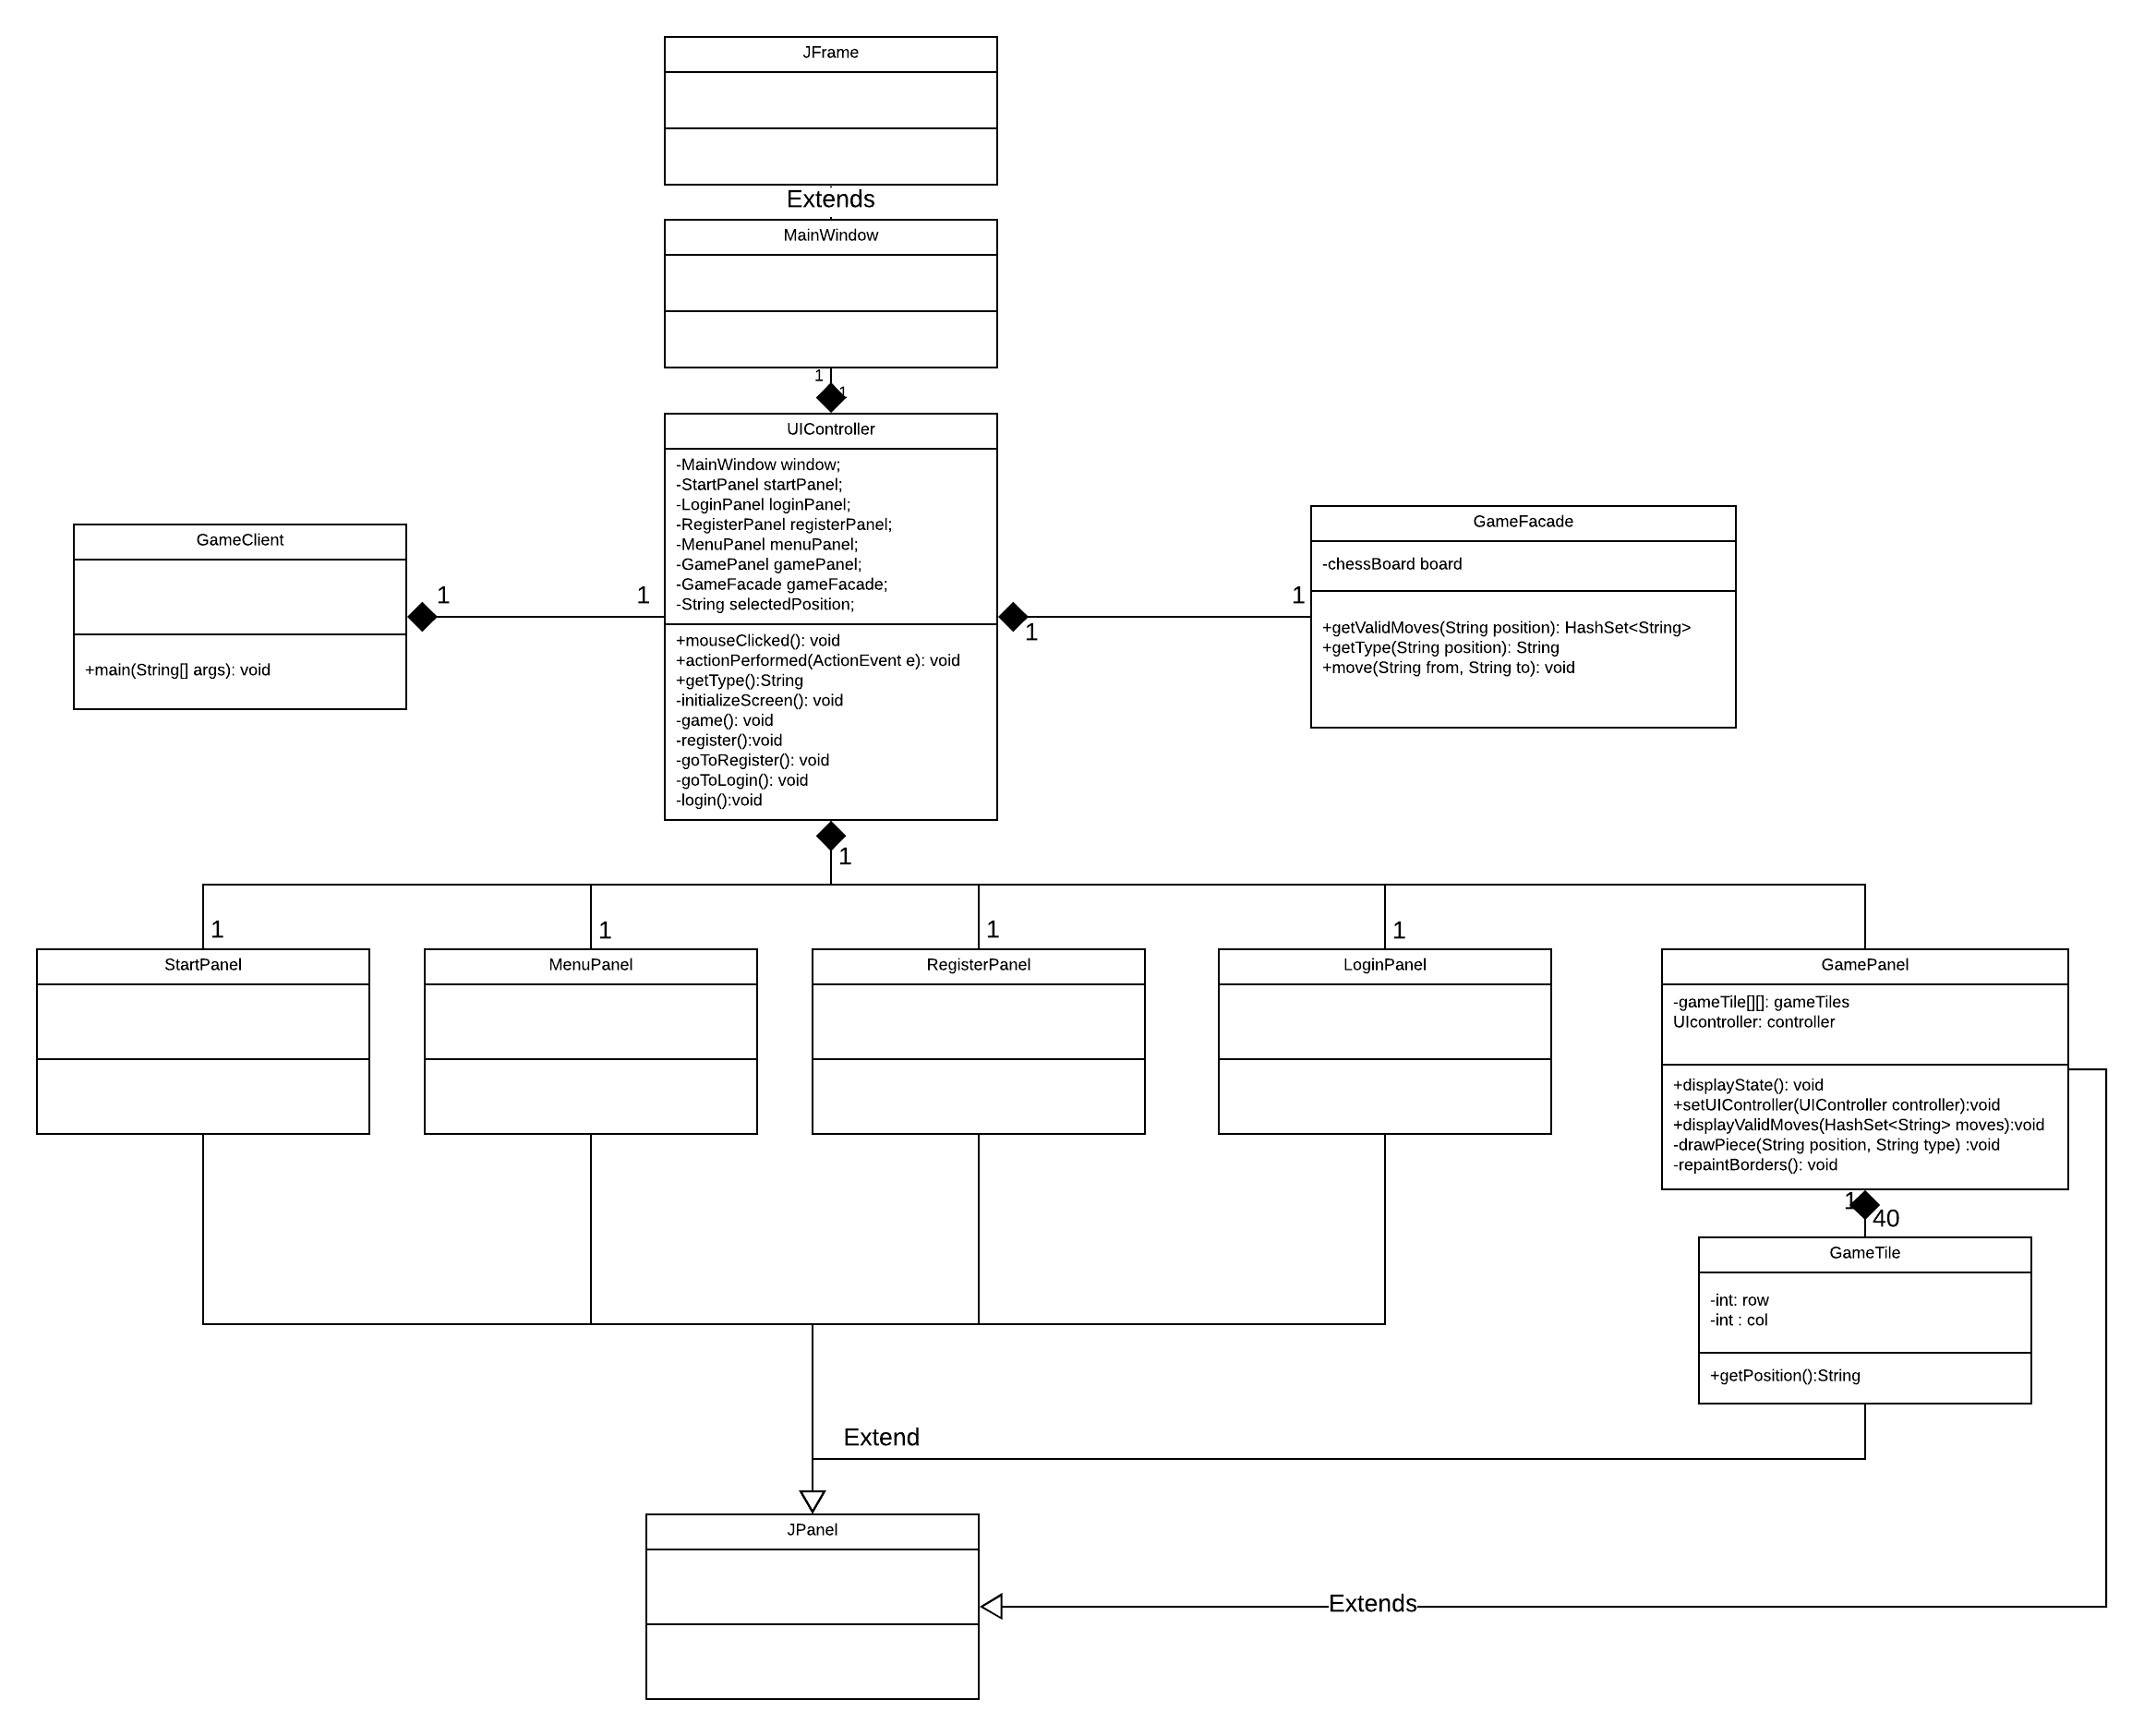 JFrame
Extends
MainWindow
1
1
UIController
-MainWindow window;
-StartPanel startPanel;
-LoginPanel loginPanel;
-RegisterPanel registerPanel;
-MenuPanel menuPanel;
-GamePanel gamePanel;
-GameFacade gameFacade;
-String selectedPosition;
+mouseClicked(): void
+actionPerformed(ActionEvent e): void
+getType():String
-initializeScreen(): void
-game(): void
-register():void
-goToRegister(): void
-goToLogin(): void
-login():void
GameClient
+main(String[] args): void
1
1
GameFacade
-chessBoard board
+getValidMoves(String position): HashSet<String>
+getType(String position): String
+move(String from, String to): void
1
1
1
1
1
1
1
StartPanel
MenuPanel
RegisterPanel
LoginPanel
GamePanel
-gameTile[][]: gameTiles
UIcontroller: controller
+displayState(): void
+setUIController(UIController controller):void
+displayValidMoves(HashSet<String> moves):void
-drawPiece(String position, String type) :void
-repaintBorders(): void
1
40
GameTile
-int: row
-int : col
+getPosition():String
Extend
JPanel
Extends